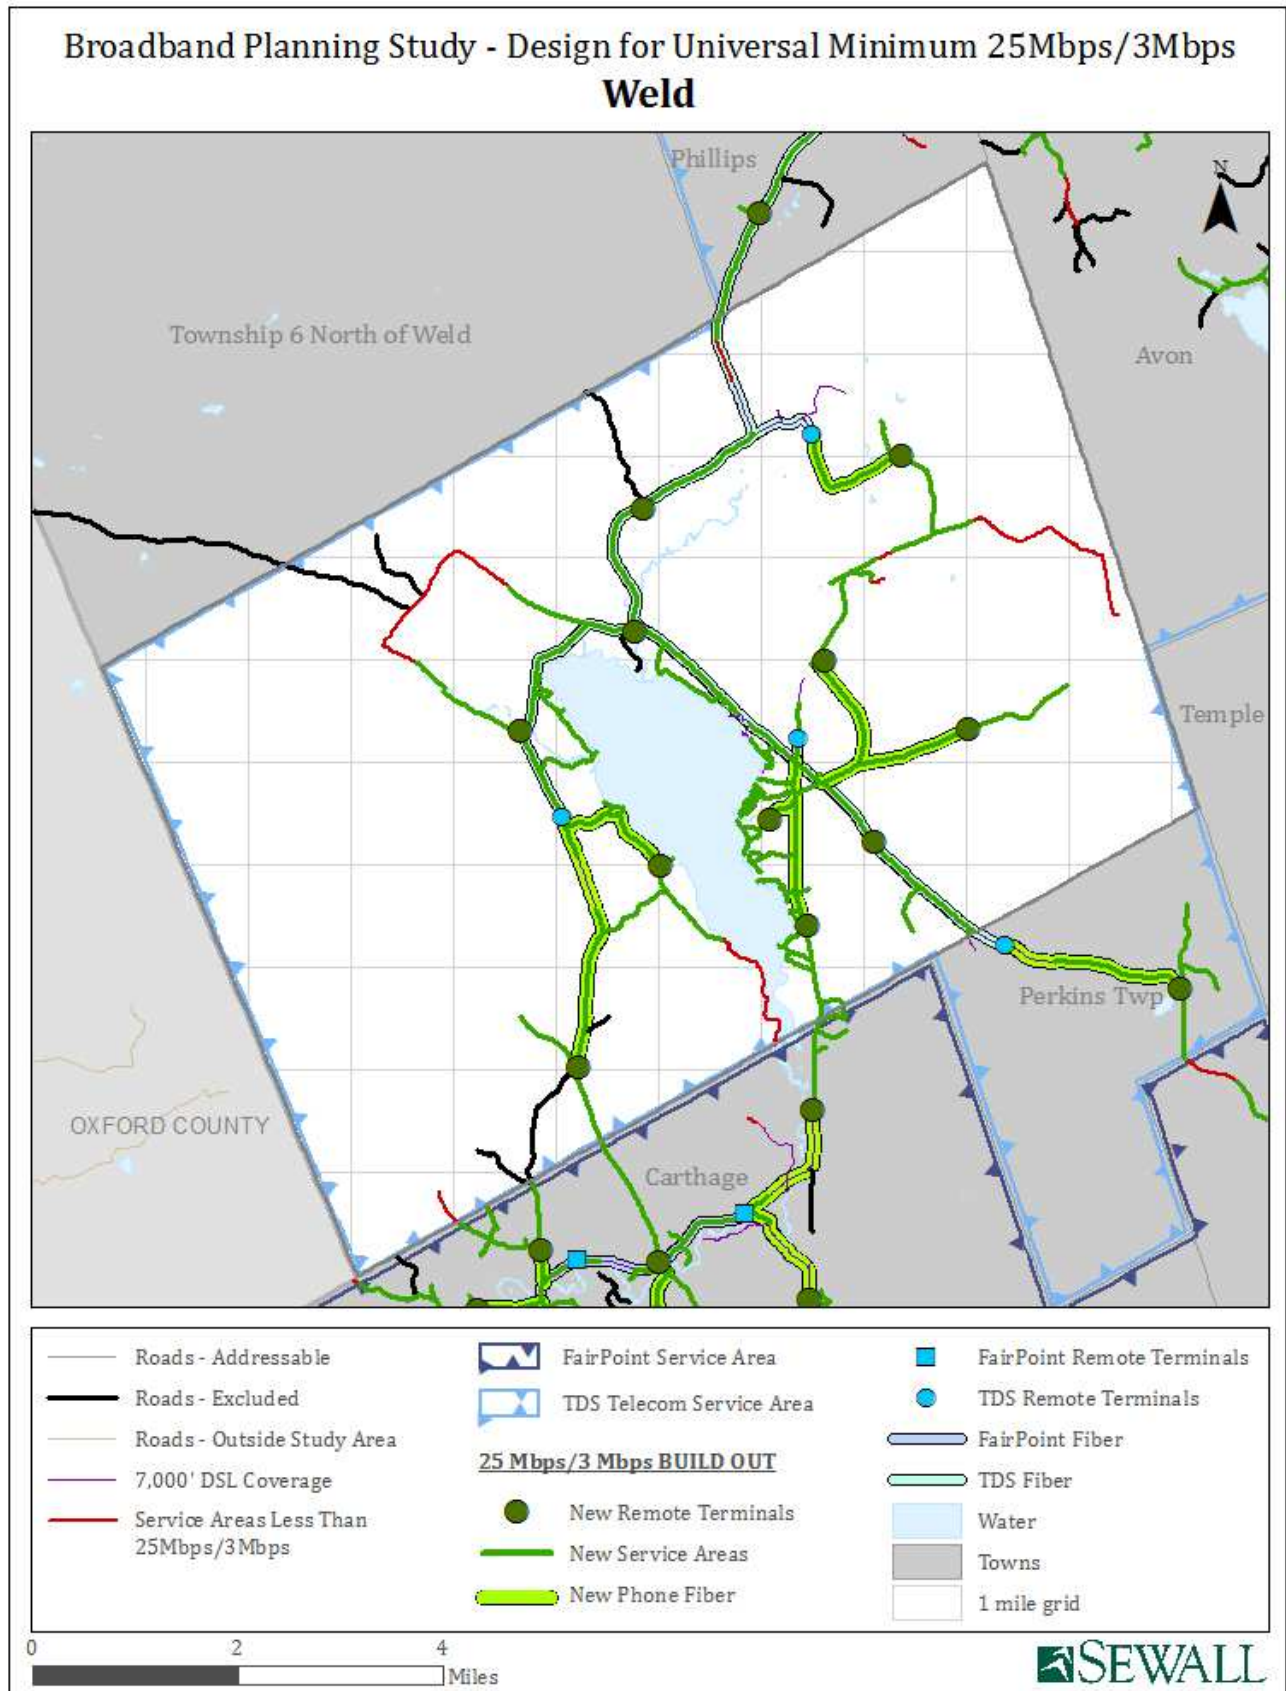 Broadband Planning Study - Design for Universal Minimum 25Mbps/3Mbps
Weld
Phillips
N
Township 6 North of Weld
Avon
Temple
Perkins Twp
OXFORD COUNTY
Carthage
Roads - Addressable
Roads - Excluded
Roads - Outside Study Area
7,000' DSL Coverage
Service Areas Less Than
25Mbps/3Mbps
FairPoint Service Area
TDS Telecom Service Area
25 Mbps/3 Mbps BUILD OUT
New Remote Terminals
New Service Areas
New Phone Fiber
FairPoint Remote Terminals
TDS Remote Terminals
FairPoint Fiber
TDS Fiber
Water
Towns
1 mile grid
0 2 4
Miles
SEWALL